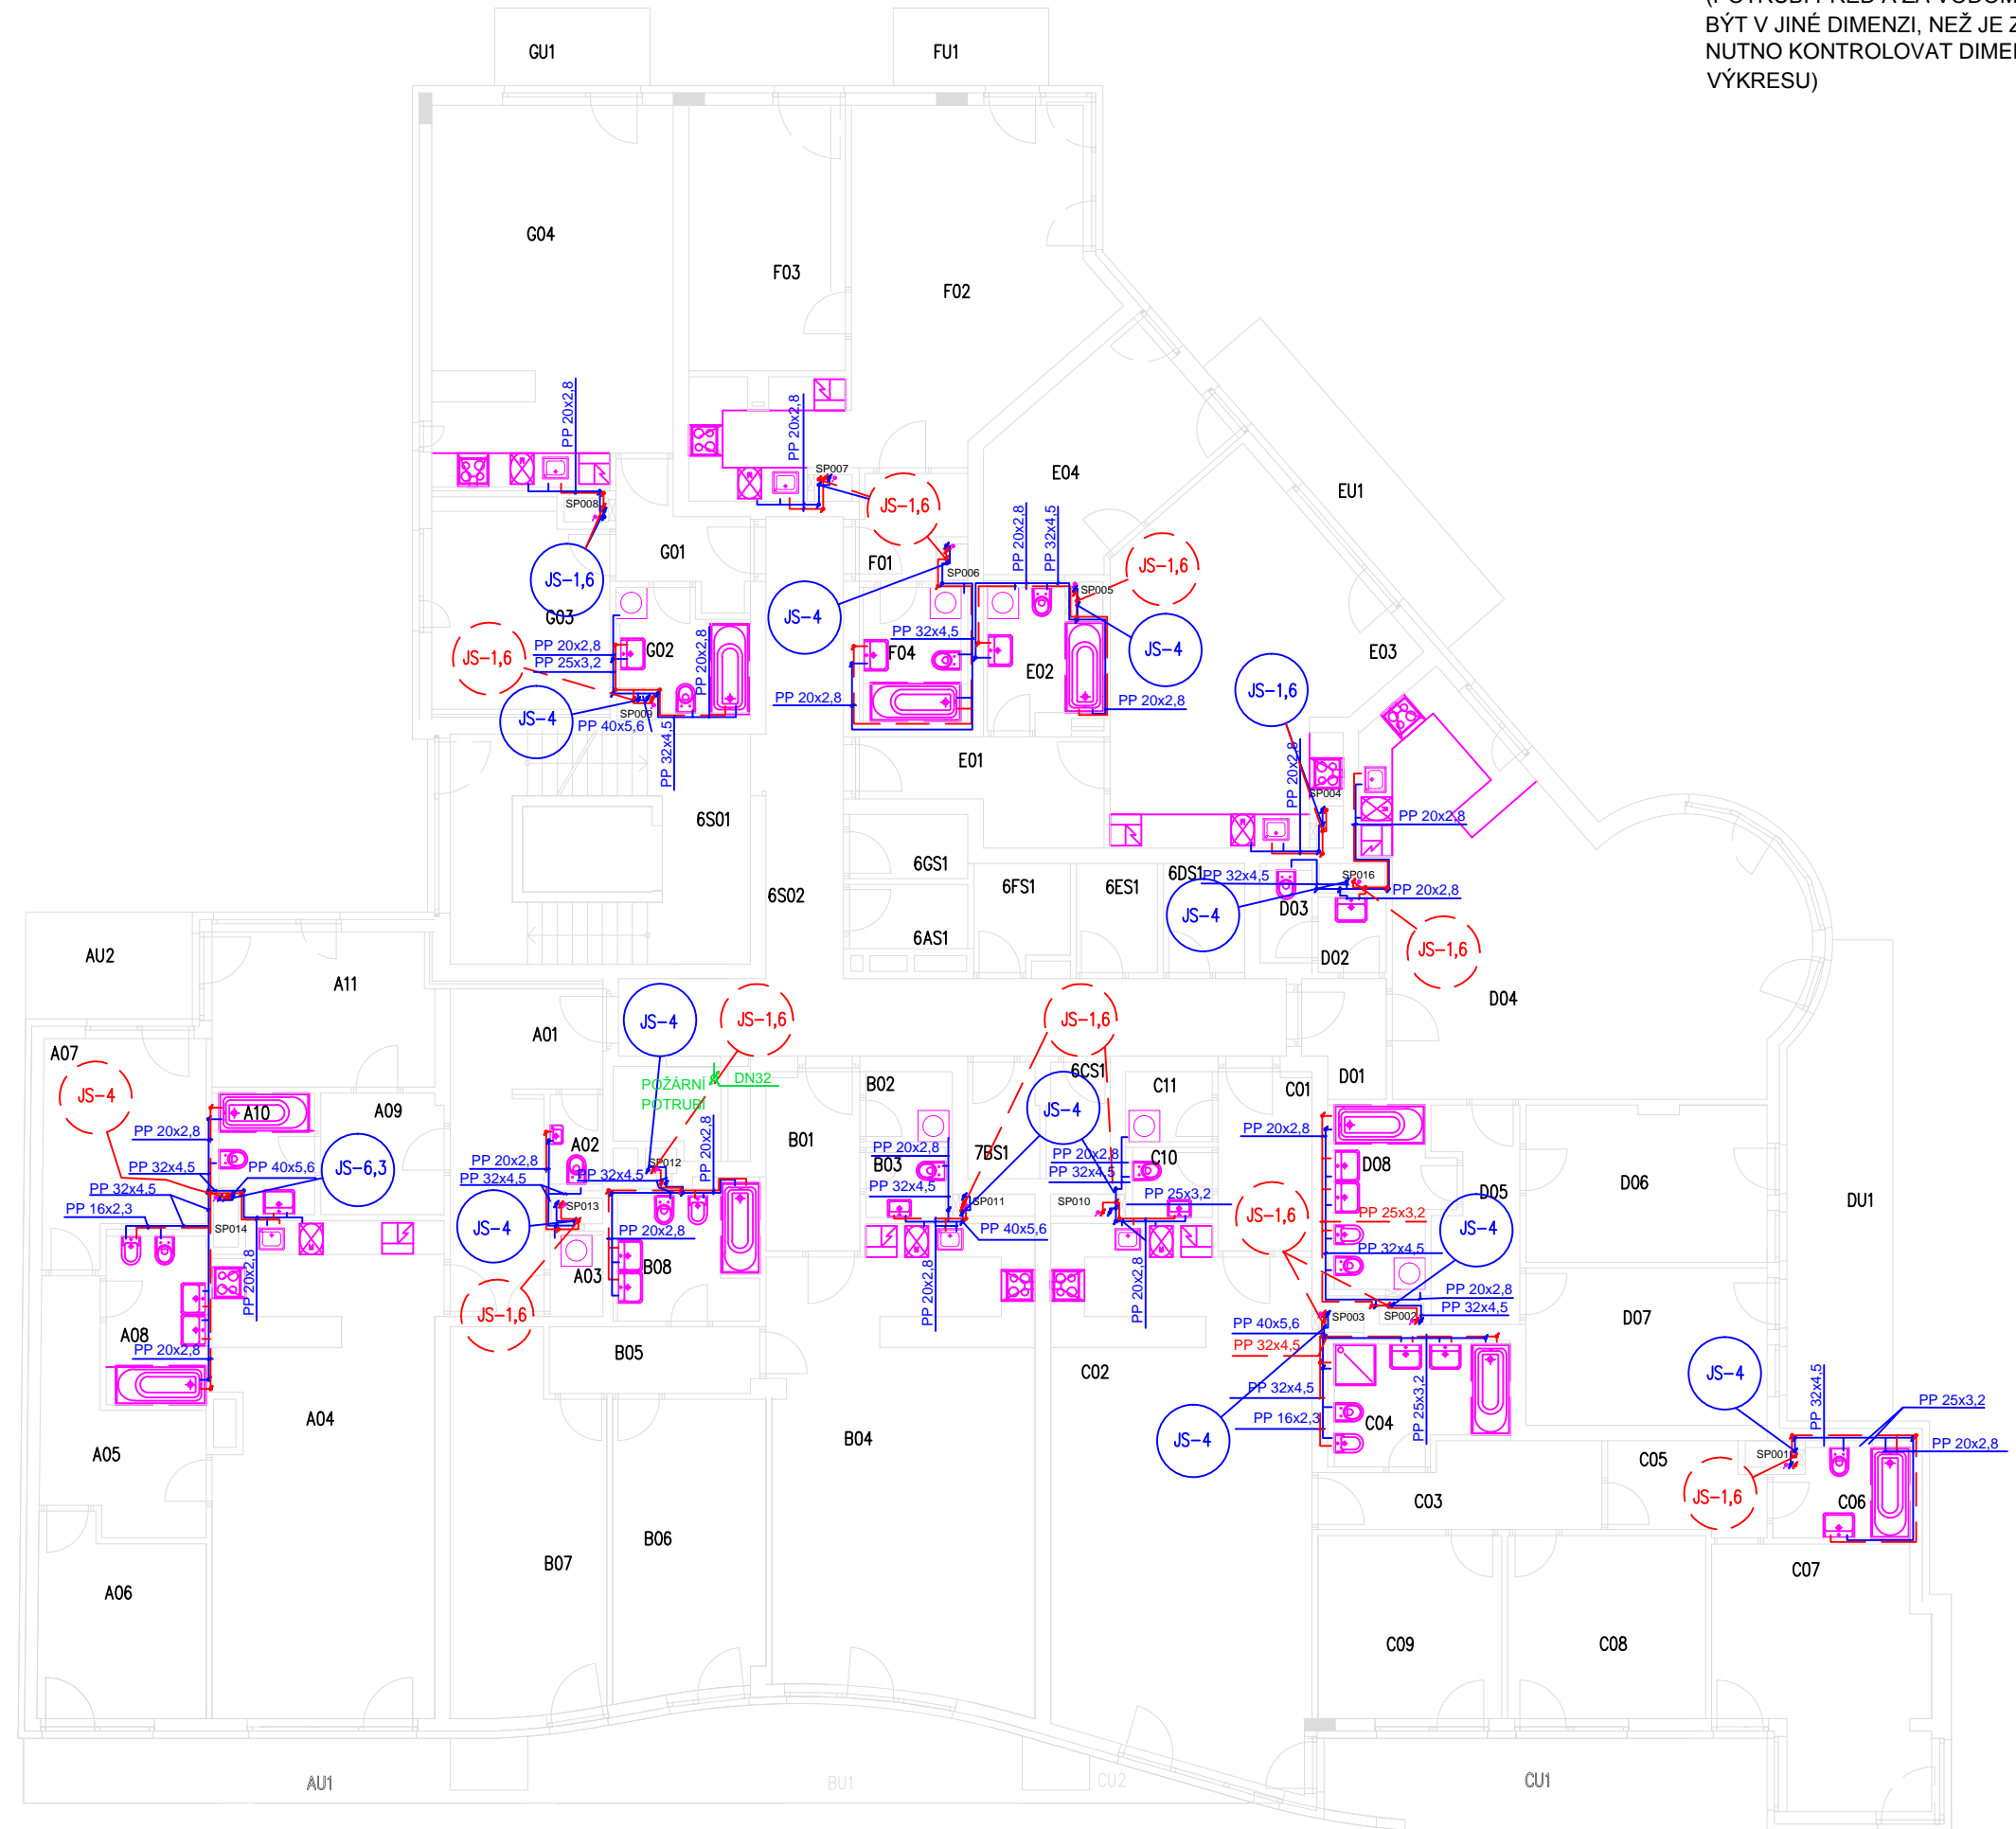 BÝT V JINÉ DIMENZI, NEŽ JE
NUTNO KONTROLOVAT
VÝKRESU)
GU1
FU1
G04
F03
F02
PP 20x2,8
PP 20x2,8
SP007
SP008
JS-1,6
E04
EU1
PP 20x2,8
PP 32x4,5
G01
F01
SP006
JS-1,6
JS-1,6
SP005
G03
JS-4
JS-4
PP 20x2,8
PP 25x3,2
G02
PP 20x2,8
JS-1,6
PP 32x4,5
F04
E02
E03
JS-1,6
PP 20x2,8
PP 20x2,8
SP009
JS-4
PP 40x5,6
PP 32x4,5
E01
PP 20x2,8
SP004
PP 20x2,8
6S01
6GS1
6FS1
6ES1
6DS1
PP 32x4,5
SP016
PP 20x2,8
6S02
D03
JS-4
6AS1
JS-1,6
D02
AU2
A11
D04
A01
JS-4
JS-1,6
JS-1,6
A07
JS-4
POŽÁRNÍ
POTRUBÍ
DN32
B02
6CS1
C11
C01
D01
A10
A09
JS-4
PP 20x2,8
A02
PP 20x2,8
B01
PP 20x2,8
B03
7BS1
PP 20x2,8
C10
PP 20x2,8
D08
D06
PP 32x4,5
PP 40x5,6
JS-6,3
PP 20x2,8
PP 32x4,5
PP 32x4,5
SP012
PP 32x4,5
PP 32x4,5
D05
DU1
PP 32x4,5
PP 16x2,3
SP014
SP013
JS-4
SP011
SP010
PP 25x3,2
JS-1,6
PP 25x3,2
JS-4
PP 20x2,8
PP 40x5,6
PP 32x4,5
PP 20x2,8
A03
B08
PP 20x2,8
PP 20x2,8
PP 20x2,8
PP 32x4,5
JS-1,6
SP003
SP002
D07
A08
PP 20x2,8
B05
PP 40x5,6
PP 32x4,5
C02
JS-4
PP 32x4,5
PP 32x4,5
PP 25x3,2
A04
PP 16x2,3
C04
PP 25x3,2
JS-4
B04
PP 20x2,8
A05
SP001
C05
JS-1,6
C03
C06
B06
B07
A06
C07
C09
C08
AU1
BU1
CU2
CU1